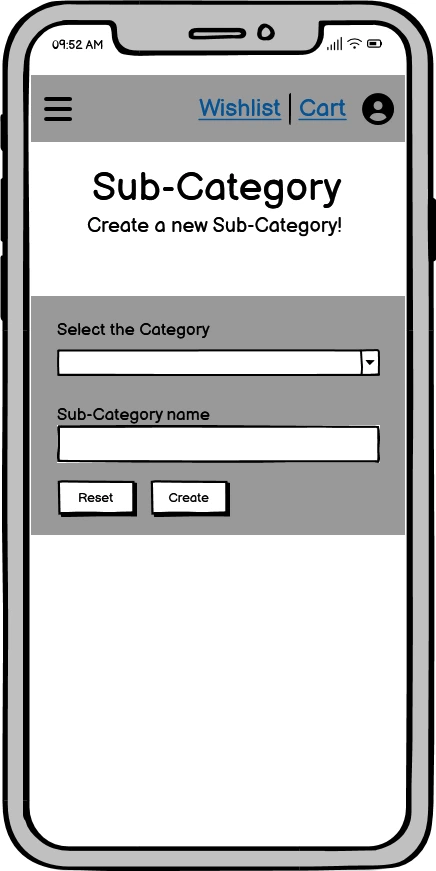 09:52 AM
Wishlist | Cart
Sub-Category
Create a new Sub-Category!
Select the Category
Sub-Category name
Reset Create